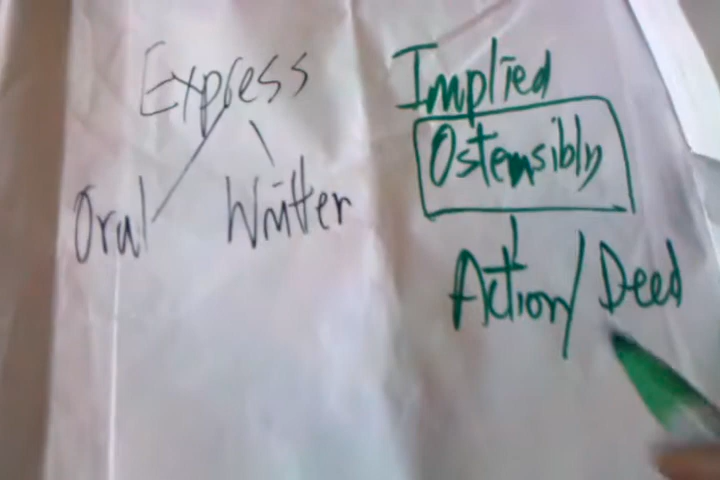 Express
Oral Written
Implied
Ostensibly
Action/Deed